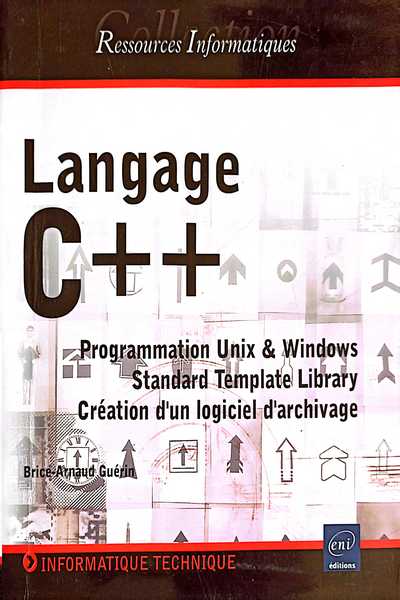 Collection
Ressources Informatiques
Langage
C++
Programmation Unix & Windows
Standard Template Library
Création d'un logiciel d'archivage
Brice-Arnaud Guérin
eni
éditions
INFORMATIQUE TECHNIQUE